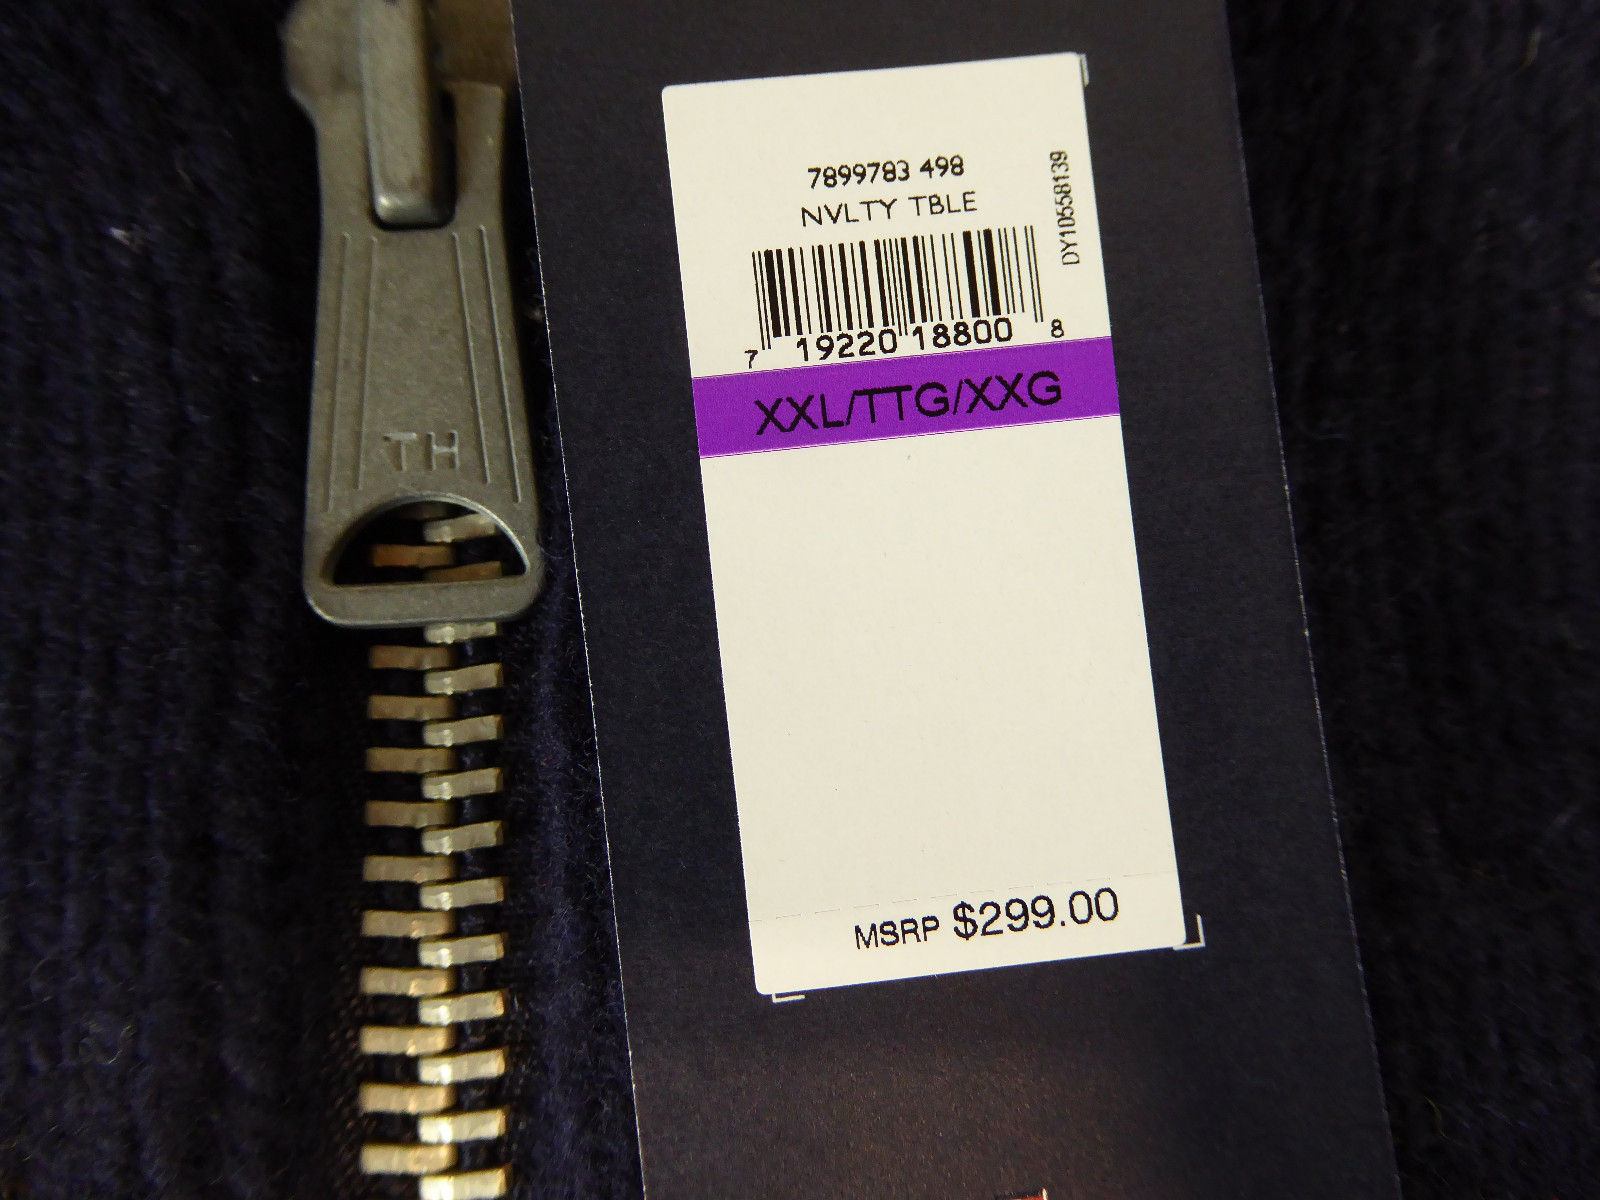 TH
7899783 498
NVLTY TBLE
DY10558139
7 19220 18800 8
XXL/TTG/XXG
MSRP $299.00